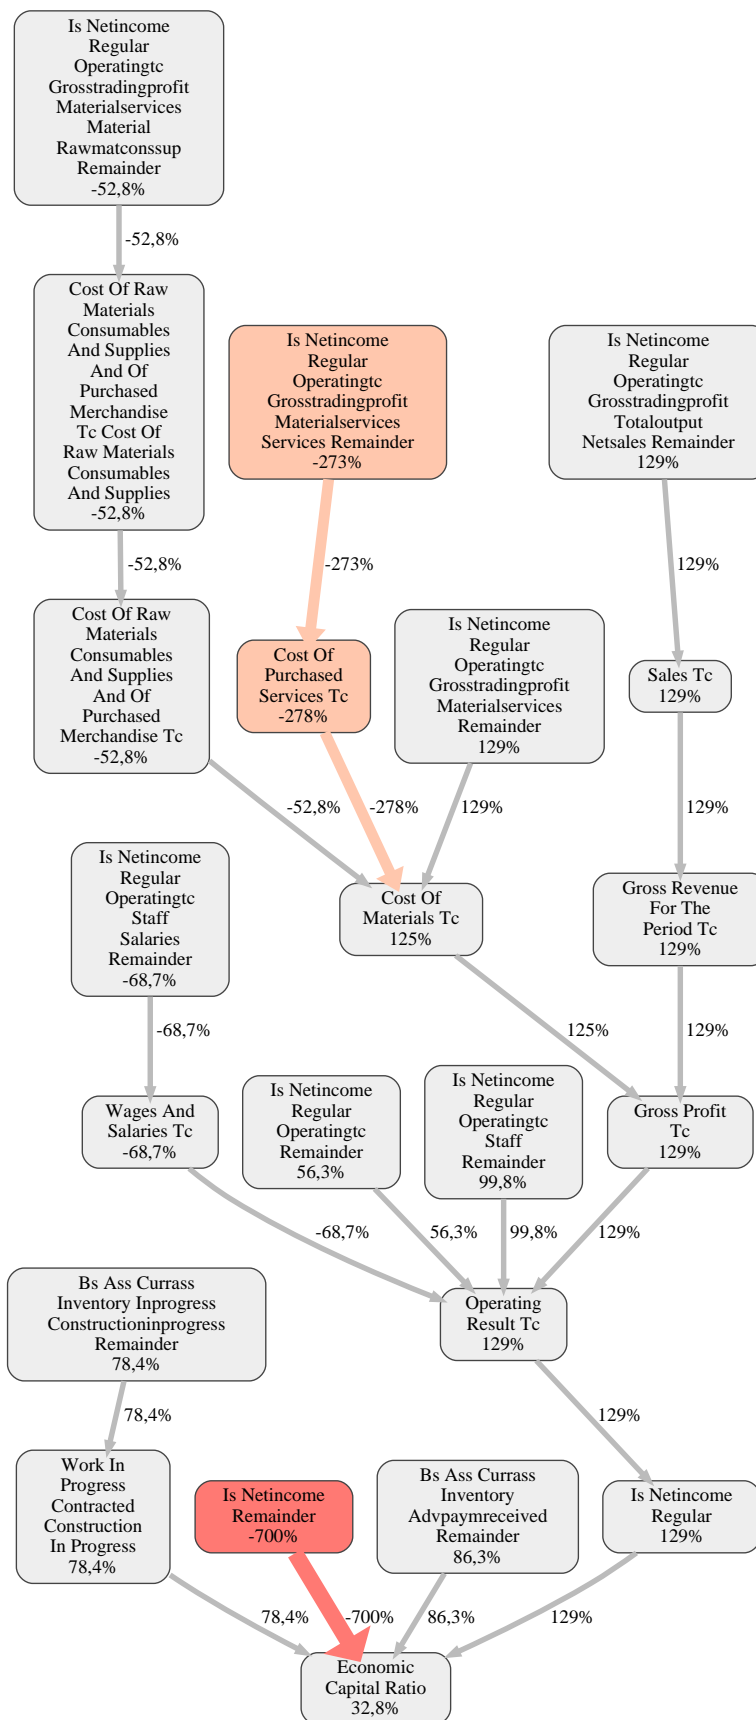 Is Netincome
Regular
Operatingtc
Grosstradingprofit
Materialservices
Material
Rawmatconssup
Remainder
-52,8%
-52,8%
Cost Of Raw
Materials
Consumables
And Supplies
And Of
Purchased
Merchandise
Tc Cost Of
Raw Materials
Consumables
And Supplies
-52,8%
Is Netincome
Regular
Operatingtc
Grosstradingprofit
Materialservices
Services Remainder
-273%
Is Netincome
Regular
Operatingtc
Grosstradingprofit
Totaloutput
Netsales Remainder
129%
-52,8%
-273%
129%
Cost Of Raw
Materials
Consumables
And Supplies
And Of
Purchased
Merchandise Tc
-52,8%
Cost Of
Purchased
Services Tc
-278%
Is Netincome
Regular
Operatingtc
Grosstradingprofit
Materialservices
Remainder
129%
Sales Tc
129%
-52,8%
-278%
129%
129%
Is Netincome
Regular
Operatingtc
Staff
Salaries
Remainder
-68,7%
Cost Of
Materials Tc
125%
Gross Revenue
For The
Period Tc
129%
-68,7%
125%
129%
Wages And
Salaries Tc
-68,7%
Is Netincome
Regular
Operatingtc
Remainder
56,3%
Is Netincome
Regular
Operatingtc
Staff
Remainder
99,8%
Gross Profit
Tc
129%
-68,7%
56,3%
99,8%
129%
Bs Ass Currass
Inventory Inprogress
Constructioninprogress
Remainder
78,4%
Operating
Result Tc
129%
78,4%
129%
Work In
Progress
Contracted
Construction
In Progress
78,4%
Is Netincome
Remainder
-700%
Bs Ass Currass
Inventory
Advpaymreceived
Remainder
86,3%
Is Netincome
Regular
129%
78,4%
-700%
86,3%
129%
Economic
Capital Ratio
32,8%